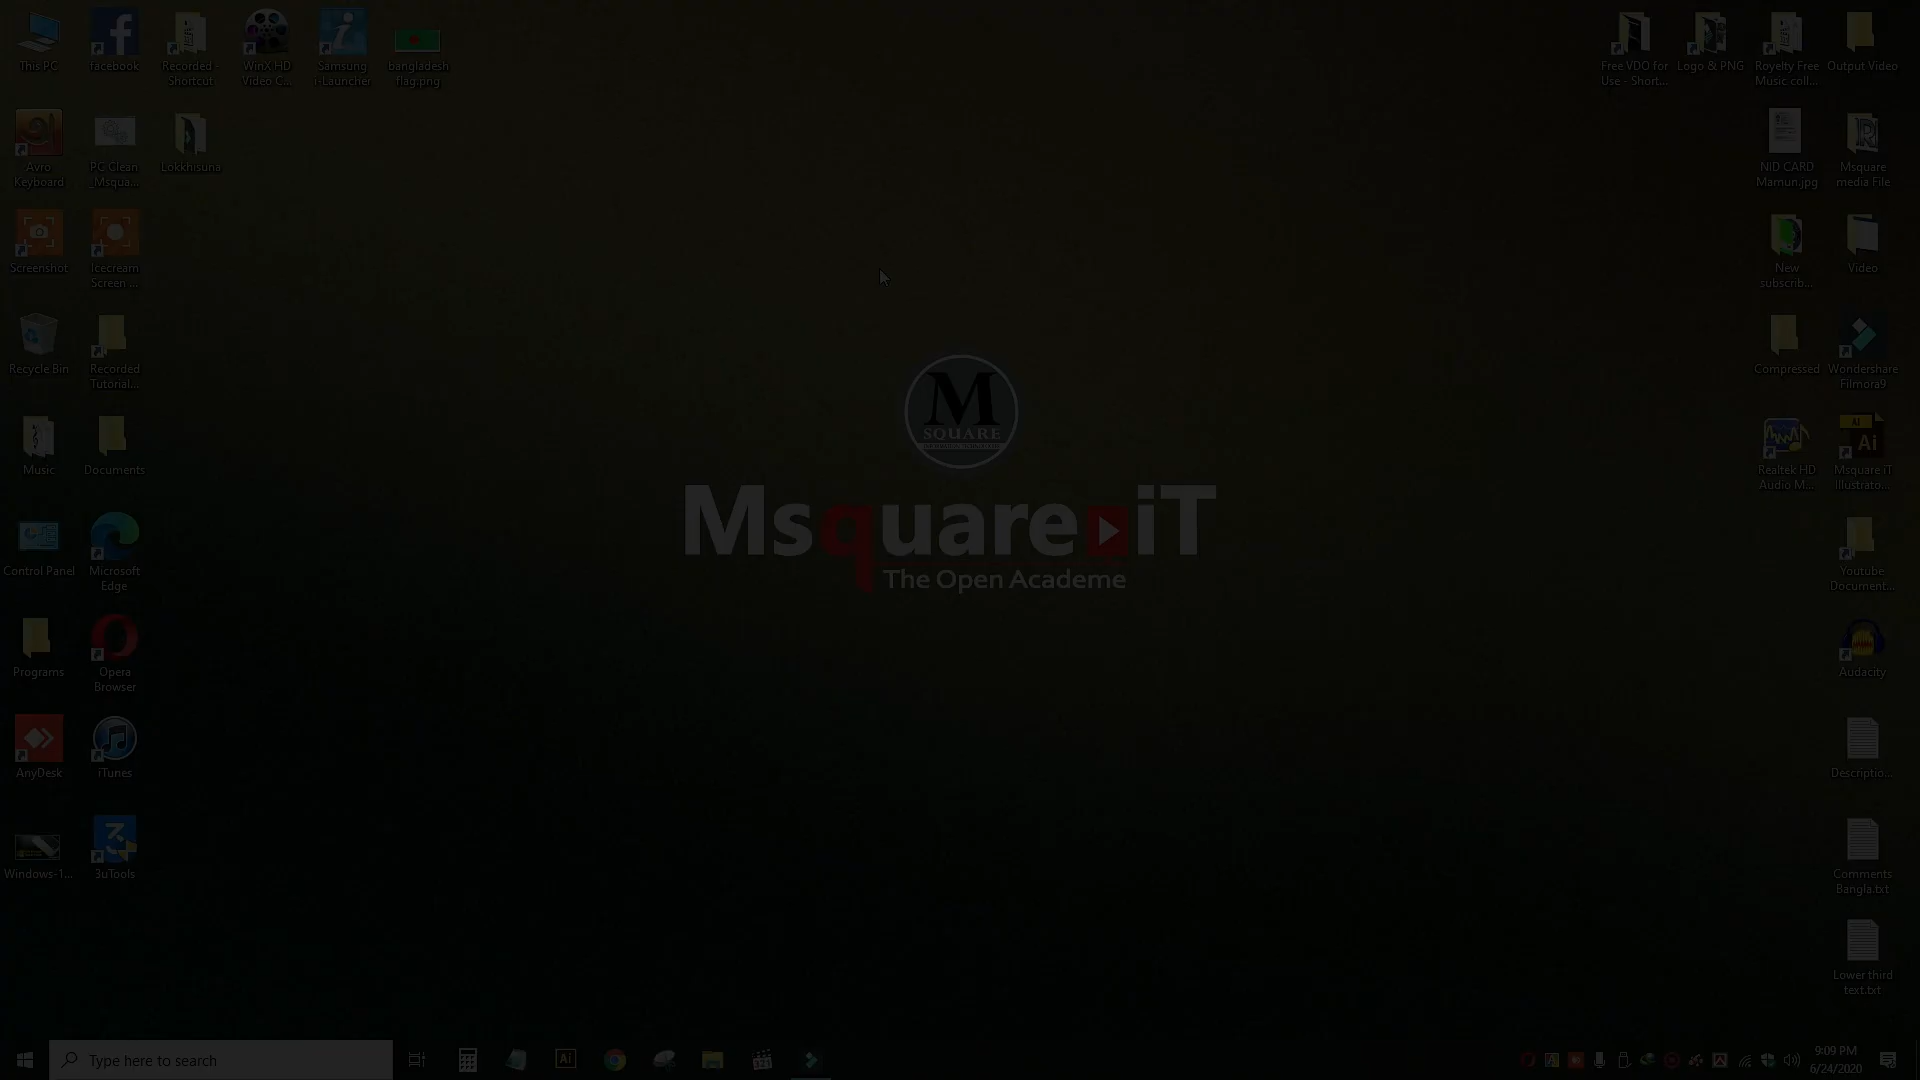 This PC
facebook
Recorded -
Shortcut
WinX HD
Video C...
Samsung
i-Launcher
bangladesh
flag.png
Free VDO for
Use - Short...
Logo & PNG
Royelty Free
Music coll...
Output Video
Avro
Keyboard
PC Clean
_Msqua...
Lokkhisuna
NID CARD
Mamun.jpg
Msquare
media File
Screenshot
Icecream
Screen ...
New
subscrib...
Video
Recycle Bin
Recorded
Tutorial...
Compressed
Wondershare
Filmora9
M
SQUARE
Music
Documents
Realtek HD
Audio M...
Ai
Ai
Msquare iT
Illustrato...
Msquare iT
The Open Academe
Control Panel
Microsoft
Edge
Youtube
Document...
Programs
Opera
Browser
Audacity
AnyDesk
iTunes
Descriptio...
Windows-1...
3uTools
Comments
Bangla.txt
Lower third
text.txt
Type here to search
Ai
321
9:09 PM
6/24/2020